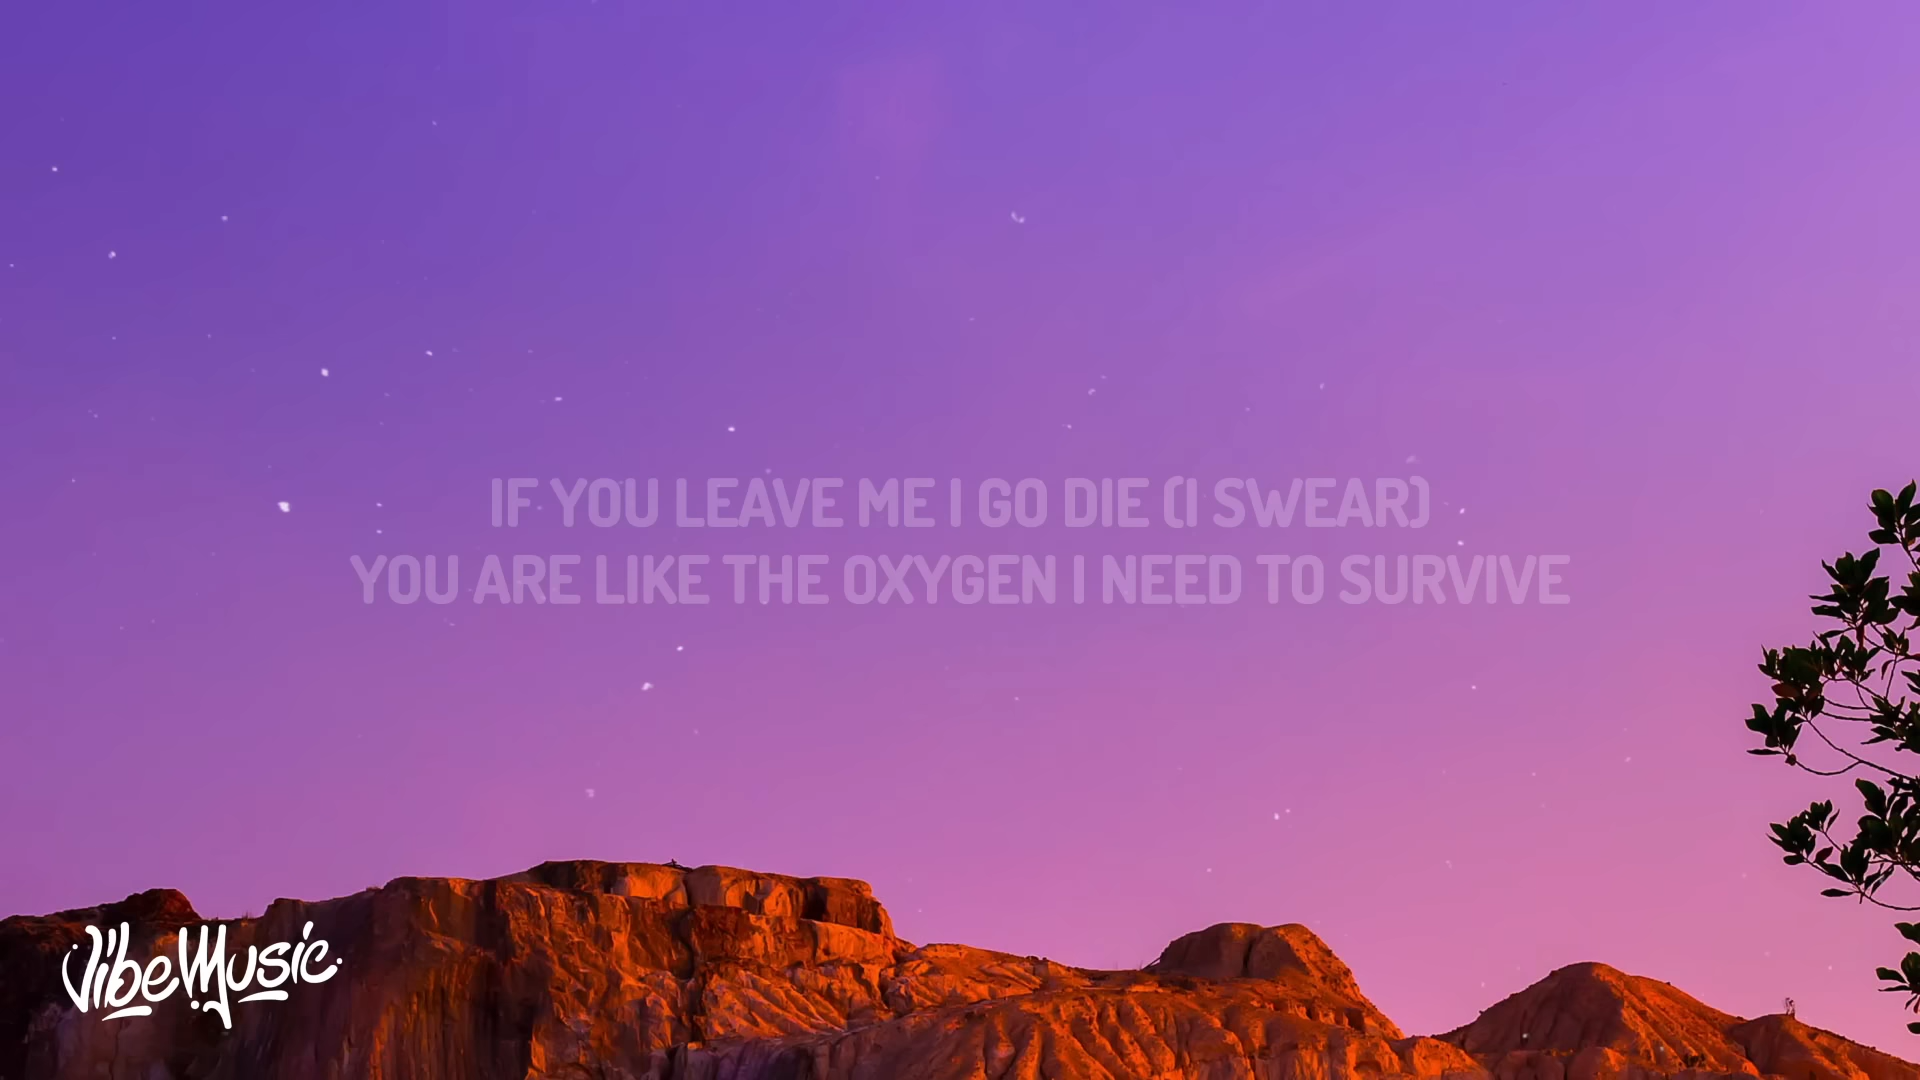 IF YOU LEAVE ME I GO DIE (I SWEAR)
YOU ARE LIKE THE OXYGEN I NEED TO SURVIVE
VibeMusic